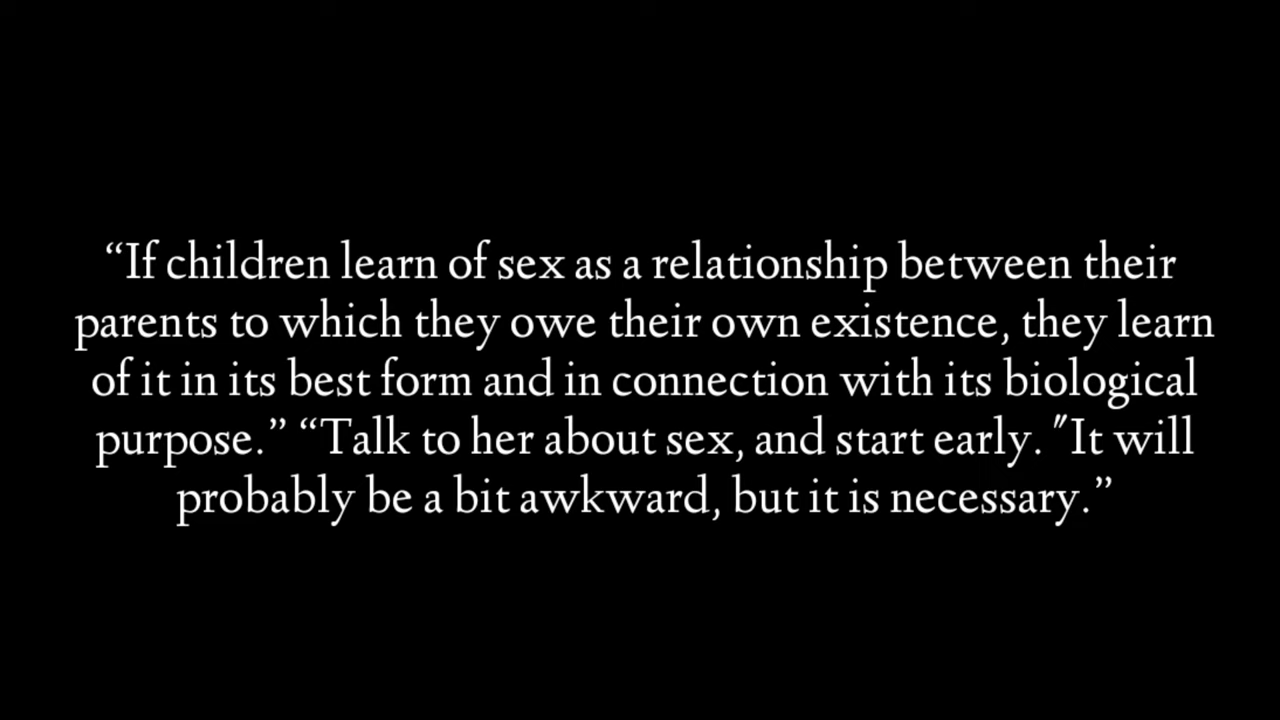 “If children learn of sex as a relationship between their
parents to which they owe their own existence, they learn
of it in its best form and in connection with its biological
purpose.” “Talk to her about sex, and start early. "It will
probably be a bit awkward, but it is necessary.”